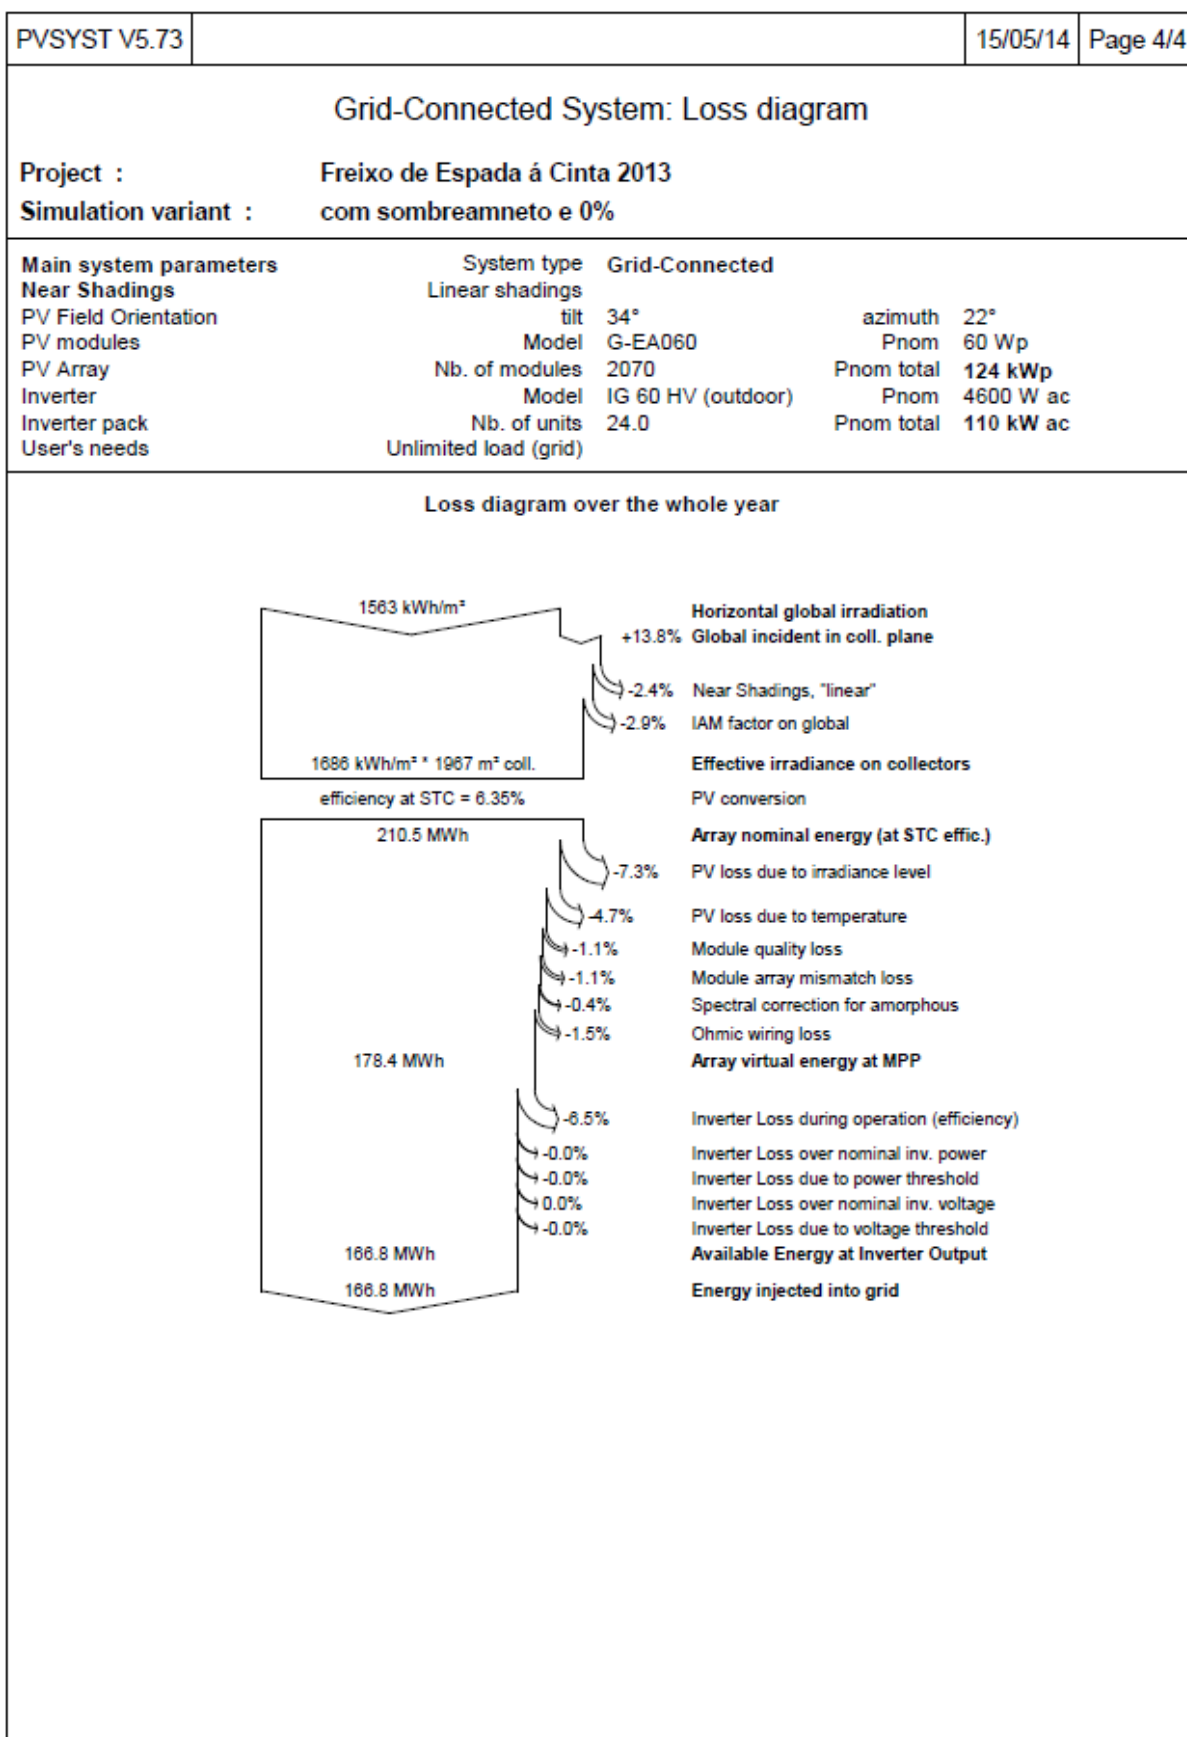 PVSYST V5.73 15/05/14 Page 4/4
Grid-Connected System: Loss diagram
Project : Freixo de Espada á Cinta 2013
Simulation variant : com sombreamneto e 0%
Main system parameters System type Grid-Connected
Near Shadings Linear shadings
PV Field Orientation tilt 34° azimuth 22°
PV modules Model G-EA060 Pnom 60 Wp
PV Array Nb. of modules 2070 Pnom total 124 kWp
Inverter Model IG 60 HV (outdoor) Pnom 4600 W ac
Inverter pack Nb. of units 24.0 Pnom total 110 kW ac
User's needs Unlimited load (grid)
Loss diagram over the whole year
1563 kWh/m² Horizontal global irradiation
+13.8% Global incident in coll. plane
-2.4% Near Shadings, "linear"
-2.9% IAM factor on global
1686 kWh/m² * 1967 m² coll. Effective irradiance on collectors
efficiency at STC = 6.35% PV conversion
210.5 MWh Array nominal energy (at STC effic.)
-7.3% PV loss due to irradiance level
-4.7% PV loss due to temperature
-1.1% Module quality loss
-1.1% Module array mismatch loss
-0.4% Spectral correction for amorphous
-1.5% Ohmic wiring loss
178.4 MWh Array virtual energy at MPP
-6.5% Inverter Loss during operation (efficiency)
-0.0% Inverter Loss over nominal inv. power
-0.0% Inverter Loss due to power threshold
0.0% Inverter Loss over nominal inv. voltage
-0.0% Inverter Loss due to voltage threshold
166.8 MWh Available Energy at Inverter Output
166.8 MWh Energy injected into grid